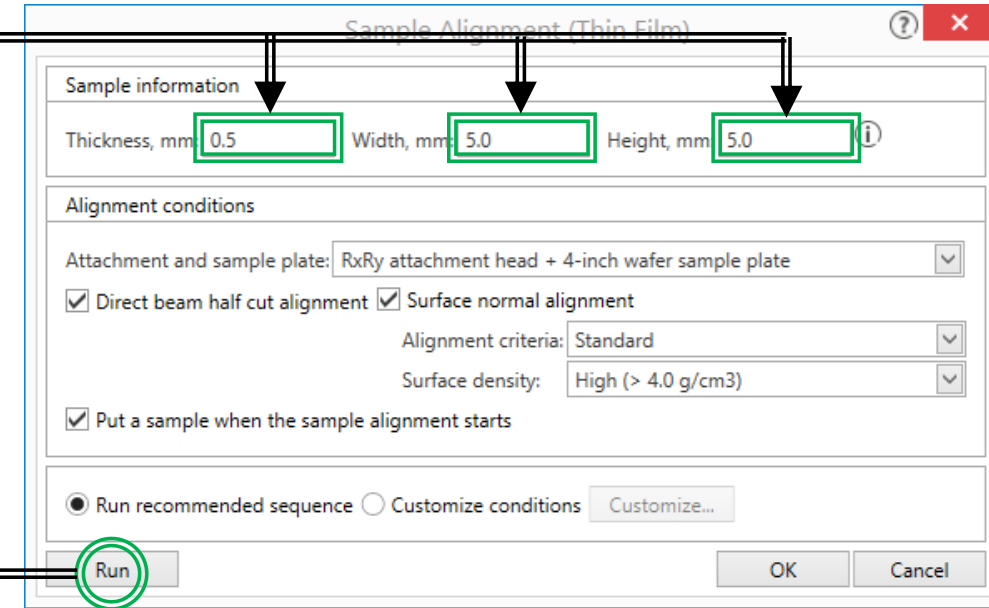 Sample Alignment (Thin Film)
Sample information
Thickness, mm: 0.5 Width, mm: 5.0 Height, mm 5.0
Alignment conditions
Attachment and sample plate: RxRy attachment head + 4-inch wafer sample plate
Direct beam half cut alignment Surface normal alignment
Alignment criteria: Standard
Surface density: High (> 4.0 g/cm3)
Put a sample when the sample alignment starts
Run recommended sequence Customize conditions Customize...
Run OK Cancel